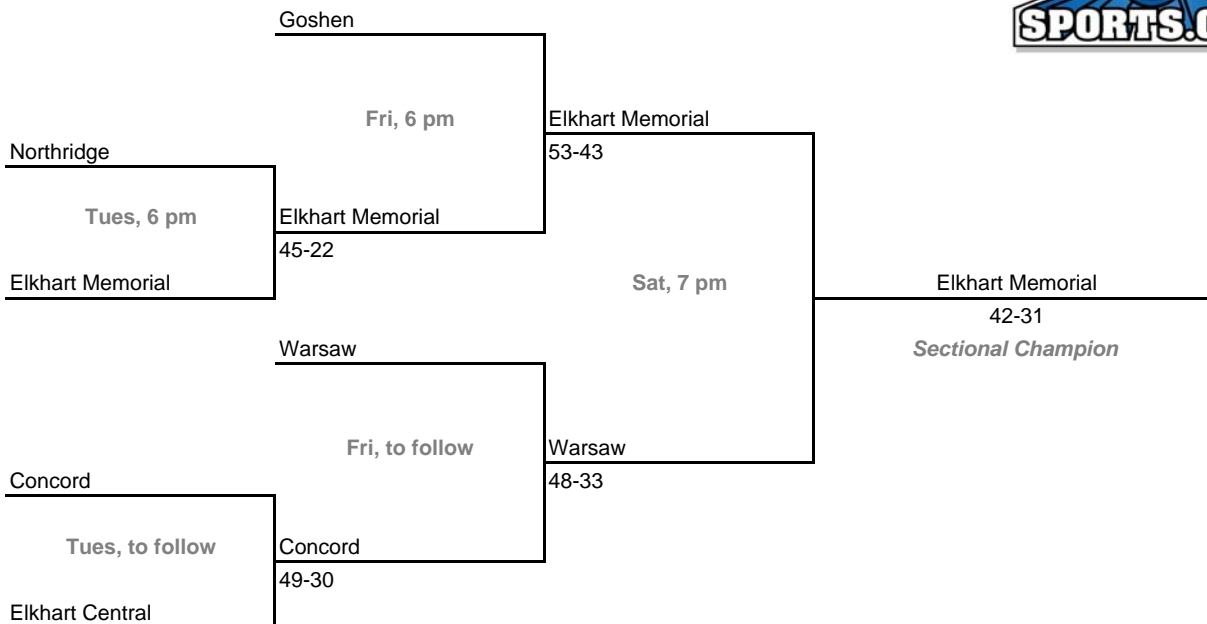 SPORTS.
Goshen
Fri, 6 pm
Elkhart Memorial
Northridge
53-43
Tues, 6 pm
Elkhart Memorial
45-22
Elkhart Memorial
Sat, 7 pm
Elkhart Memorial
42-31
Warsaw
Sectional Champion
Fri, to follow
Warsaw
Concord
48-33
Tues, to follow
Concord
49-30
Elkhart Central